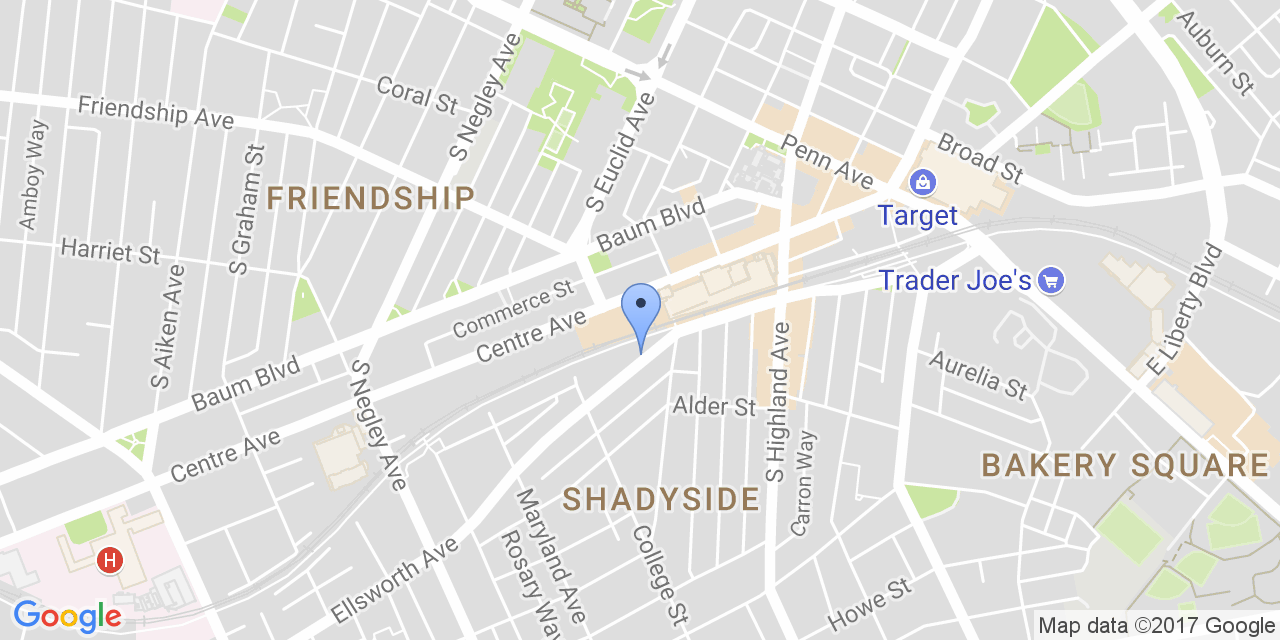 Auburn St
S Negley Ave
Coral St
Friendship Ave
S Euclid Ave
Penn Ave
Broad St
Amboy Way
S Graham St
FRIENDSHIP
Target
Baum Blvd
Harriet St
Trader Joe's
E Liberty Blvd
S Aiken Ave
Commerce St
Centre Ave
Aurelia St
S Highland Ave
Baum Blvd
S Negley Ave
Alder St
Centre Ave
BAKERY SQUARE
Carron Way
SHADYSIDE
Maryland Ave
Rosary Way
College St
H
Ellsworth Ave
Howe St
Google
Map data ©2017 Google